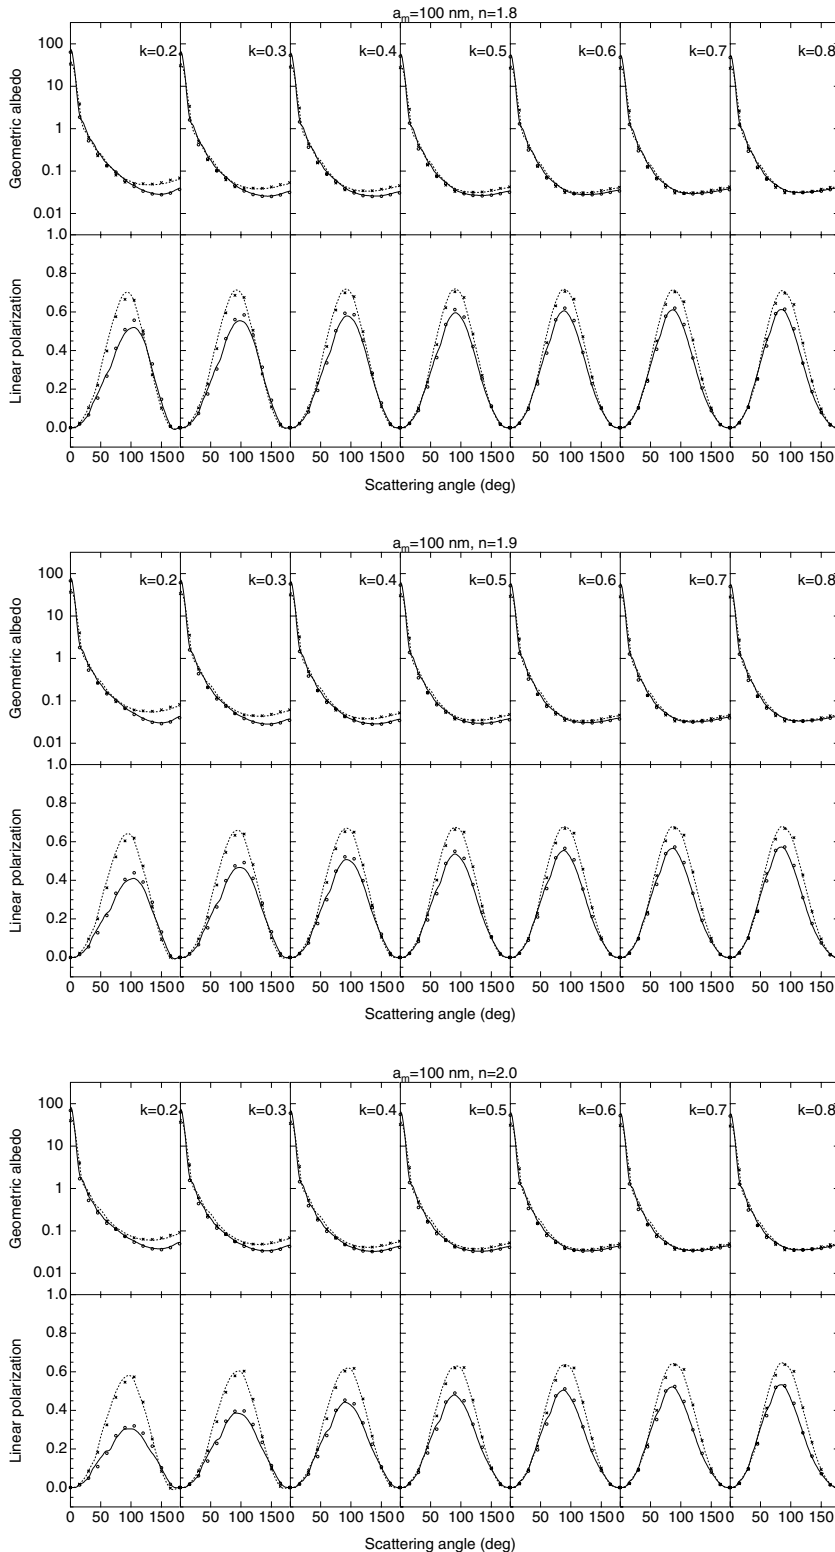 a_m=100 nm, n=1.8
k=0.2 k=0.3 k=0.4 k=0.5 k=0.6 k=0.7 k=0.8
100
10
1
0.1
0.01
Geometric albedo
1.0
0.8
0.6
0.4
0.2
0.0
Linear polarization
0 50 100 150 0 50 100 150 0 50 100 150 0 50 100 150 0 50 100 150 0 50 100 150 0 50 100 150
Scattering angle (deg)
a_m=100 nm, n=1.9
k=0.2 k=0.3 k=0.4 k=0.5 k=0.6 k=0.7 k=0.8
100
10
1
0.1
0.01
Geometric albedo
1.0
0.8
0.6
0.4
0.2
0.0
Linear polarization
0 50 100 150 0 50 100 150 0 50 100 150 0 50 100 150 0 50 100 150 0 50 100 150 0 50 100 150
Scattering angle (deg)
a_m=100 nm, n=2.0
k=0.2 k=0.3 k=0.4 k=0.5 k=0.6 k=0.7 k=0.8
100
10
1
0.1
0.01
Geometric albedo
1.0
0.8
0.6
0.4
0.2
0.0
Linear polarization
0 50 100 150 0 50 100 150 0 50 100 150 0 50 100 150 0 50 100 150 0 50 100 150 0 50 100 150
Scattering angle (deg)